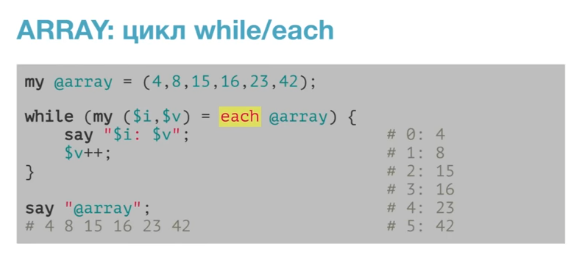 ARRAY: цикл while/each
my @array = (4,8,15,16,23,42);
while (my ($i,$v) = each @array) {
    say "$i: $v"; # 0: 4
    $v++; # 1: 8
} # 2: 15
# 3: 16
say "@array"; # 4: 23
# 4 8 15 16 23 42 # 5: 42